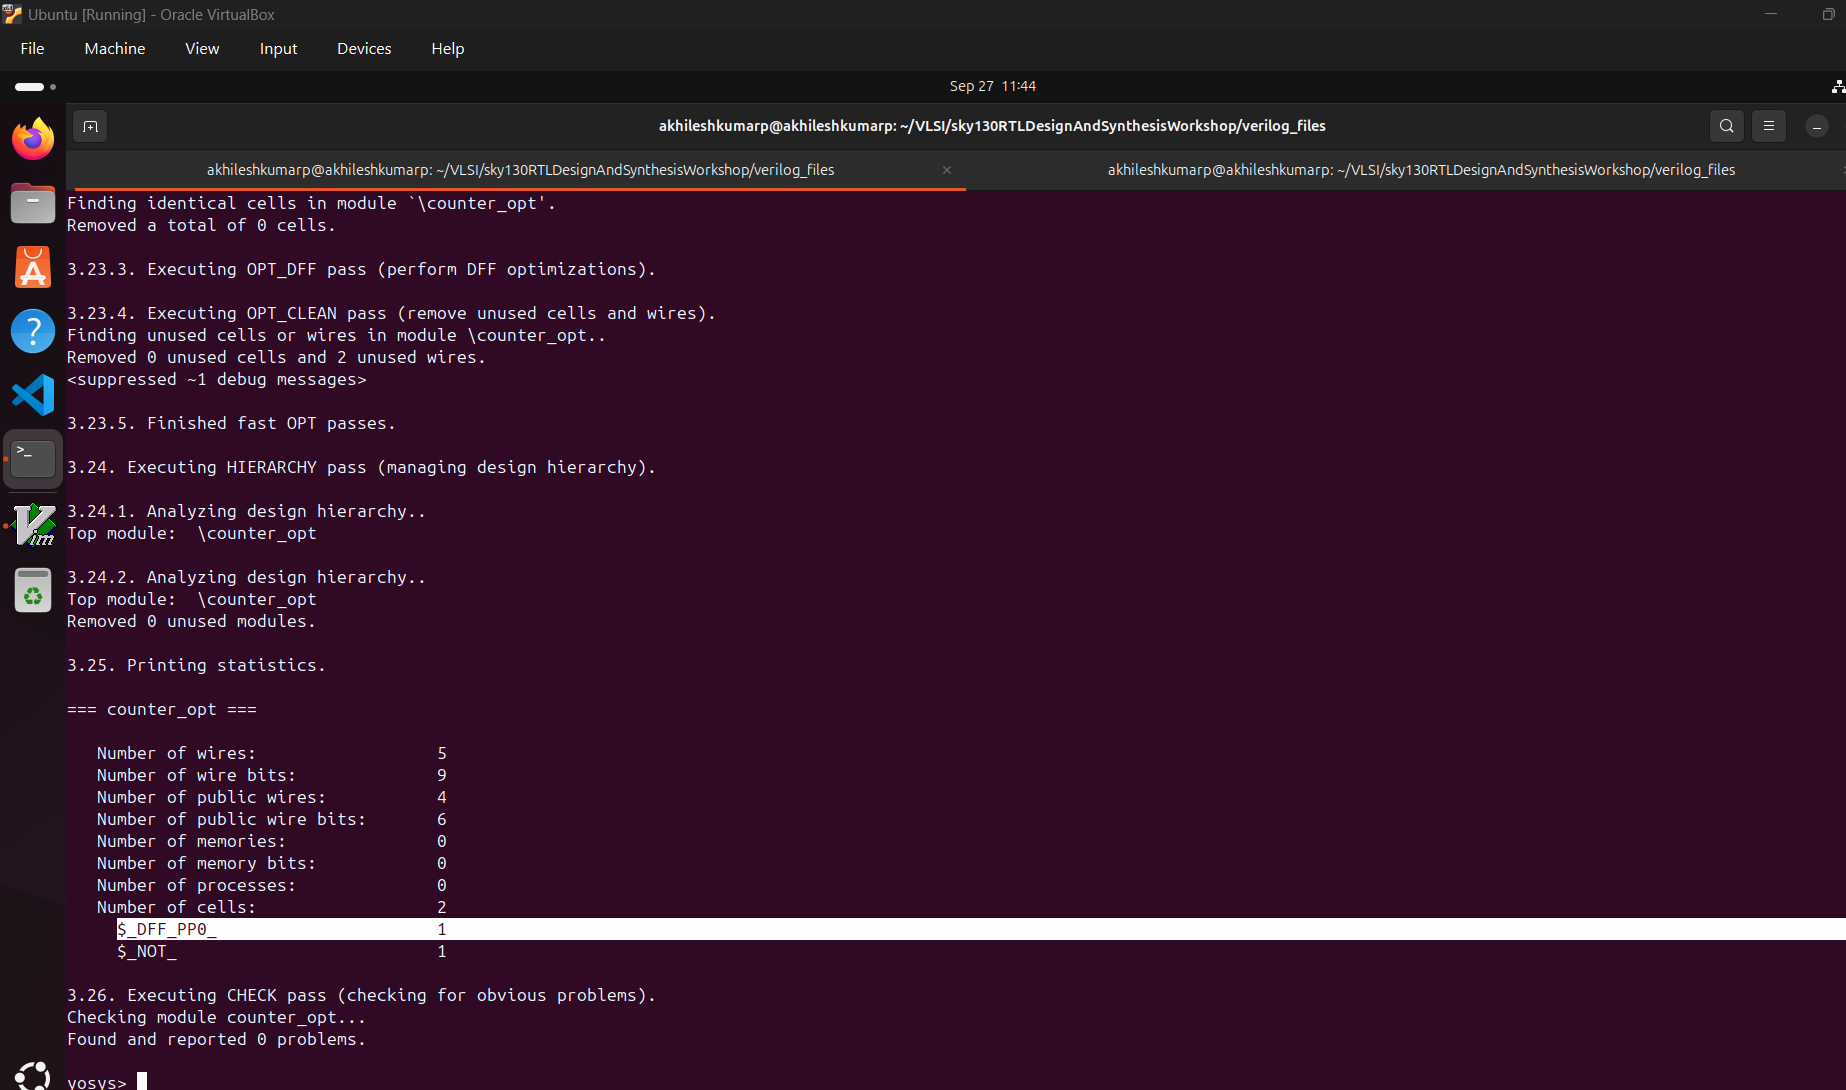 Ubuntu [Running] - Oracle VirtualBox
File Machine View Input Devices Help
Sep 27 11:44
akhileshkumarp@akhileshkumarp: ~/VLSI/sky130RTLDesignAndSynthesisWorkshop/verilog_files
akhileshkumarp@akhileshkumarp: ~/VLSI/sky130RTLDesignAndSynthesisWorkshop/verilog_files × akhileshkumarp@akhileshkumarp: ~/VLSI/sky130RTLDesignAndSynthesisWorkshop/verilog_files
Finding identical cells in module `\counter_opt'.
Removed a total of 0 cells.
3.23.3. Executing OPT_DFF pass (perform DFF optimizations).
3.23.4. Executing OPT_CLEAN pass (remove unused cells and wires).
Finding unused cells or wires in module \counter_opt..
Removed 0 unused cells and 2 unused wires.
<suppressed ~1 debug messages>
3.23.5. Finished fast OPT passes.
3.24. Executing HIERARCHY pass (managing design hierarchy).
3.24.1. Analyzing design hierarchy..
Top module:  \counter_opt
3.24.2. Analyzing design hierarchy..
Top module:  \counter_opt
Removed 0 unused modules.
3.25. Printing statistics.
=== counter_opt ===
Number of wires: 5
Number of wire bits: 9
Number of public wires: 4
Number of public wire bits: 6
Number of memories: 0
Number of memory bits: 0
Number of processes: 0
Number of cells: 2
$_DFF_PP0_ 1
$_NOT_ 1
3.26. Executing CHECK pass (checking for obvious problems).
Checking module counter_opt...
Found and reported 0 problems.
yosys>